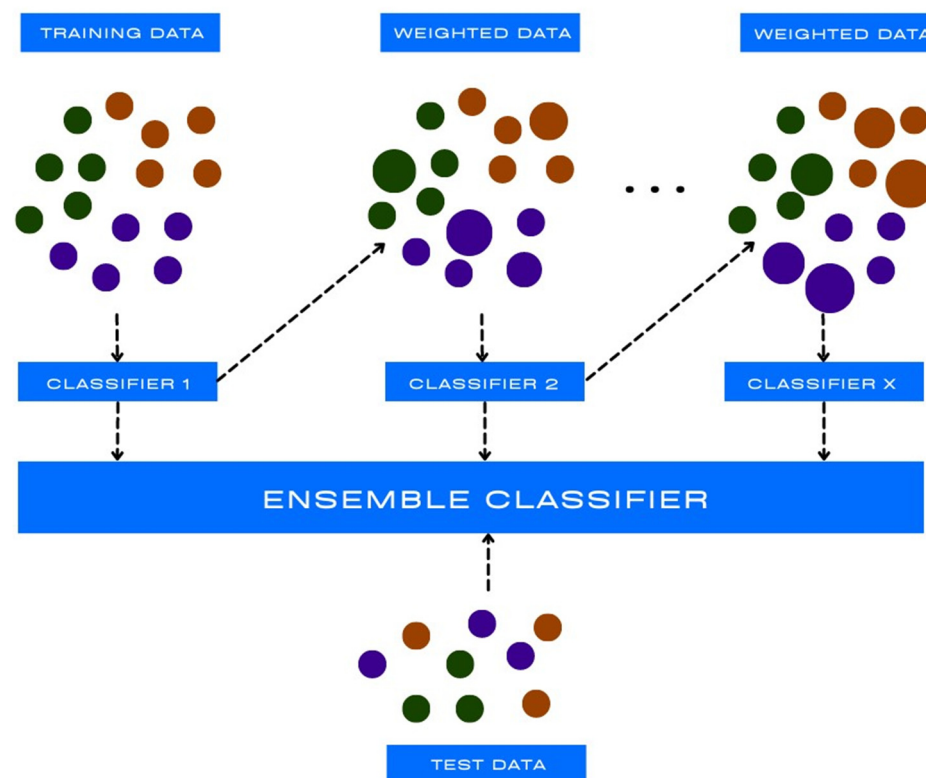 TRAINING DATA
WEIGHTED DATA
WEIGHTED DATA
. . .
CLASSIFIER 1
CLASSIFIER 2
CLASSIFIER X
ENSEMBLE CLASSIFIER
TEST DATA